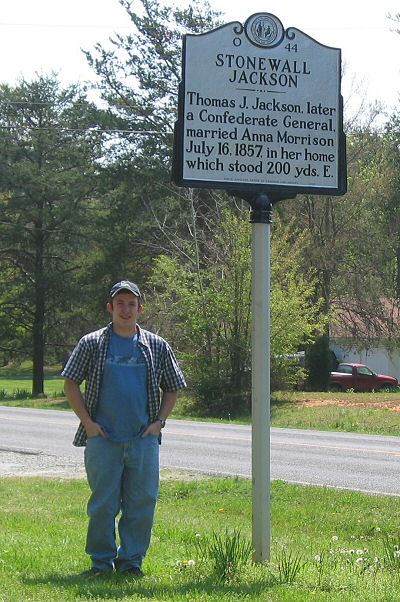 O 44
STONEWALL
JACKSON
Thomas J. Jackson, later
a Confederate General,
married Anna Morrison
July 16, 1857, in her home
which stood 200 yds. E.